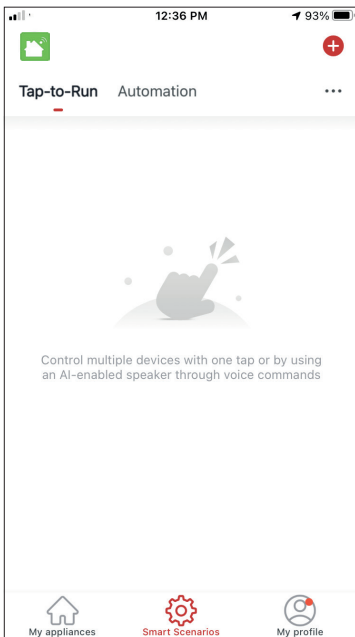 12:36 PM
93%
Tap-to-Run Automation
Control multiple devices with one tap or by using
an AI-enabled speaker through voice commands
My appliances Smart Scenarios My profile